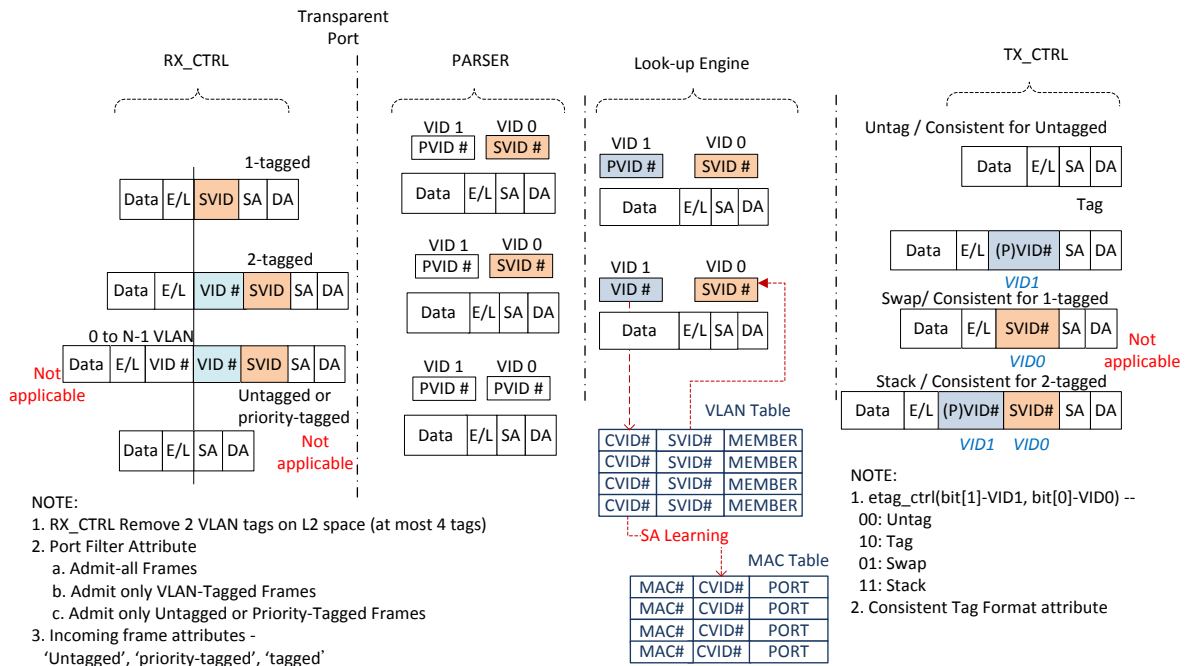 Transparent
Port
RX_CTRL
PARSER
Look-up Engine
TX_CTRL
1-tagged
Data E/L SVID SA DA
2-tagged
Data E/L VID # SVID SA DA
0 to N-1 VLAN
Data E/L VID # VID # SVID SA DA
Not
applicable
Untagged or
priority-tagged
Data E/L SA DA
Not
applicable
NOTE:
1. RX_CTRL Remove 2 VLAN tags on L2 space (at most 4 tags)
2. Port Filter Attribute
a. Admit-all Frames
b. Admit only VLAN-Tagged Frames
c. Admit only Untagged or Priority-Tagged Frames
3. Incoming frame attributes -
‘Untagged’, ‘priority-tagged’, ‘tagged’
VID 1 VID 0
PVID # SVID #
Data E/L SA DA
VID 1 VID 0
PVID # SVID #
Data E/L SA DA
VID 1 VID 0
PVID # PVID #
Data E/L SA DA
VID 1 VID 0
PVID # SVID #
Data E/L SA DA
VID 1 VID 0
VID # SVID #
Data E/L SA DA
VLAN Table
CVID# SVID# MEMBER
CVID# SVID# MEMBER
CVID# SVID# MEMBER
CVID# SVID# MEMBER
SA Learning
MAC Table
MAC# CVID# PORT
MAC# CVID# PORT
MAC# CVID# PORT
MAC# CVID# PORT
Untag / Consistent for Untagged
Data E/L SA DA
Tag
Data E/L (P)VID# SA DA
VID1
Swap/ Consistent for 1-tagged
Data E/L SVID# SA DA
VID0
Not
applicable
Stack / Consistent for 2-tagged
Data E/L (P)VID# SVID# SA DA
VID1 VID0
NOTE:
1. etag_ctrl(bit[1]-VID1, bit[0]-VID0) --
00: Untag
10: Tag
01: Swap
11: Stack
2. Consistent Tag Format attribute